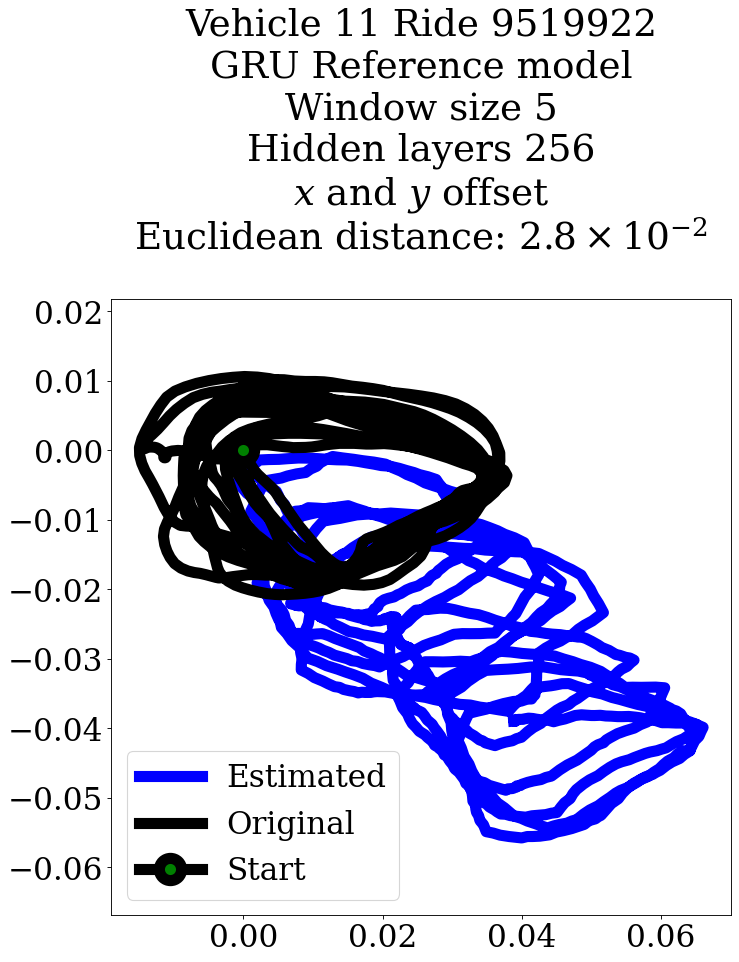 Vehicle 11 Ride 9519922
GRU Reference model
Window size 5
Hidden layers 256
x and y offset
Euclidean distance: 2.8 × 10⁻²
0.02
0.01
0.00
−0.01
−0.02
−0.03
−0.04
−0.05
−0.06
Estimated
Original
Start
0.00 0.02 0.04 0.06